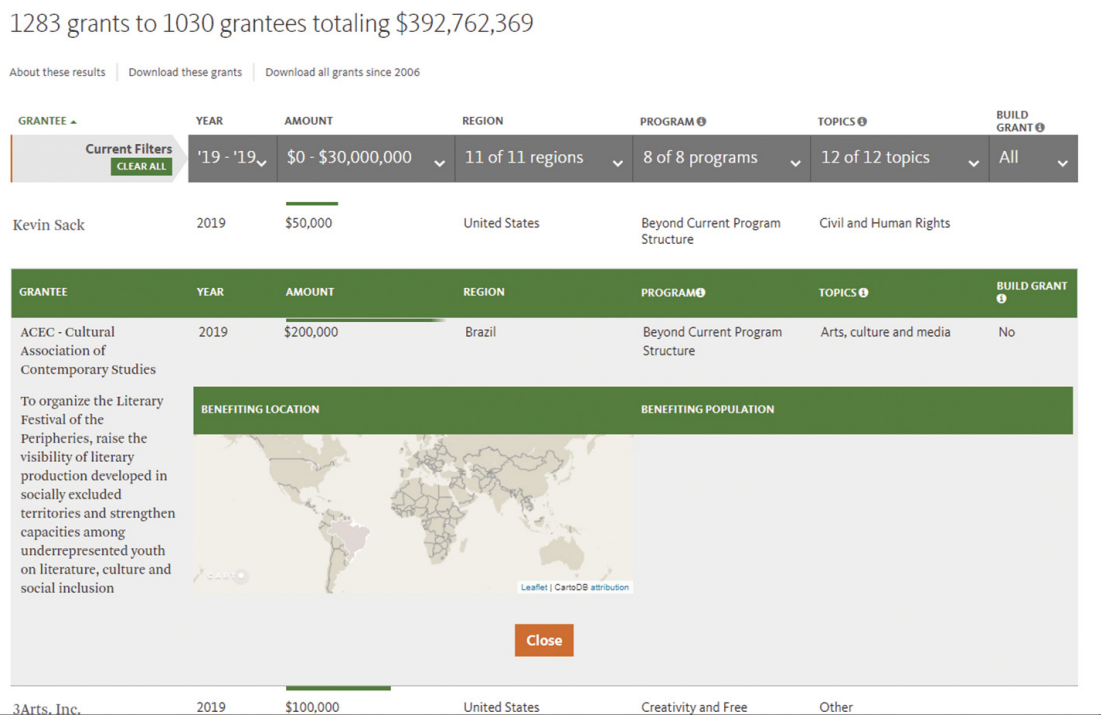 1283 grants to 1030 grantees totaling $392,762,369
About these results | Download these grants | Download all grants since 2006
GRANTEE YEAR AMOUNT REGION PROGRAM TOPICS BUILD GRANT
Current Filters
CLEAR ALL
'19 - '19 $0 - $30,000,000 11 of 11 regions 8 of 8 programs 12 of 12 topics All
Kevin Sack 2019 $50,000 United States Beyond Current Program Civil and Human Rights
Structure
GRANTEE YEAR AMOUNT REGION PROGRAM TOPICS BUILD GRANT
ACEC - Cultural 2019 $200,000 Brazil Beyond Current Program Arts, culture and media No
Association of Structure
Contemporary Studies
To organize the Literary
Festival of the
Peripheries, raise the
visibility of literary
production developed in
socially excluded
territories and strengthen
capacities among
underrepresented youth
on literature, culture and
social inclusion
BENEFITING LOCATION BENEFITING POPULATION
Leaflet | CartoDB attribution
Close
3Arts, Inc. 2019 $100,000 United States Creativity and Free Other